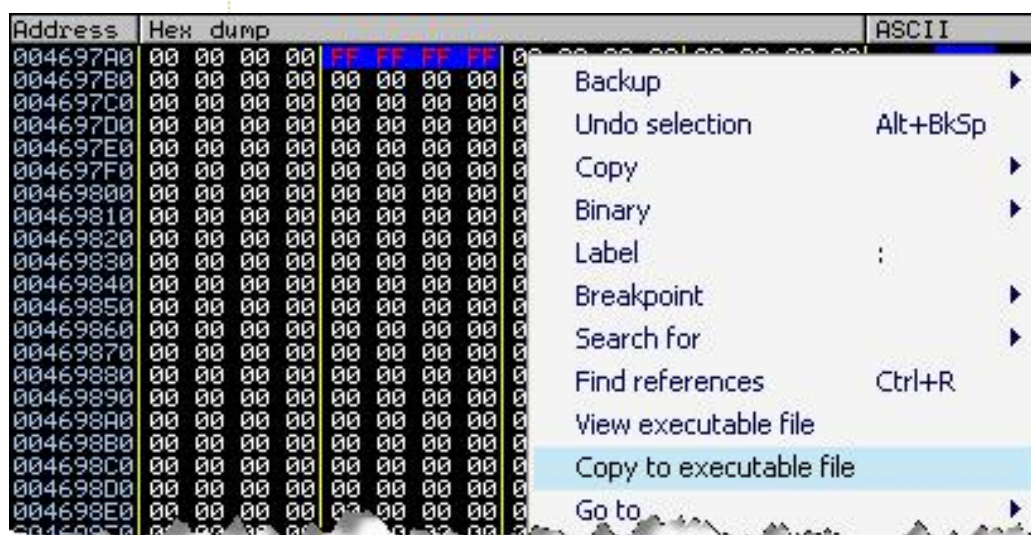 Address Hex dump ASCII
004697A0 00 00 00 00 FF FF FF FF
004697B0 00 00 00 00 00 00 00 00
004697C0 00 00 00 00 00 00 00 00
004697D0 00 00 00 00 00 00 00 00
004697E0 00 00 00 00 00 00 00 00
004697F0 00 00 00 00 00 00 00 00
00469800 00 00 00 00 00 00 00 00
00469810 00 00 00 00 00 00 00 00
00469820 00 00 00 00 00 00 00 00
00469830 00 00 00 00 00 00 00 00
00469840 00 00 00 00 00 00 00 00
00469850 00 00 00 00 00 00 00 00
00469860 00 00 00 00 00 00 00 00
00469870 00 00 00 00 00 00 00 00
00469880 00 00 00 00 00 00 00 00
00469890 00 00 00 00 00 00 00 00
004698A0 00 00 00 00 00 00 00 00
004698B0 00 00 00 00 00 00 00 00
004698C0 00 00 00 00 00 00 00 00
004698D0 00 00 00 00 00 00 00 00
004698E0 00 00 00 00 00 00 00 00
Backup
Undo selection Alt+BkSp
Copy
Binary
Label :
Breakpoint
Search for
Find references Ctrl+R
View executable file
Copy to executable file
Go to